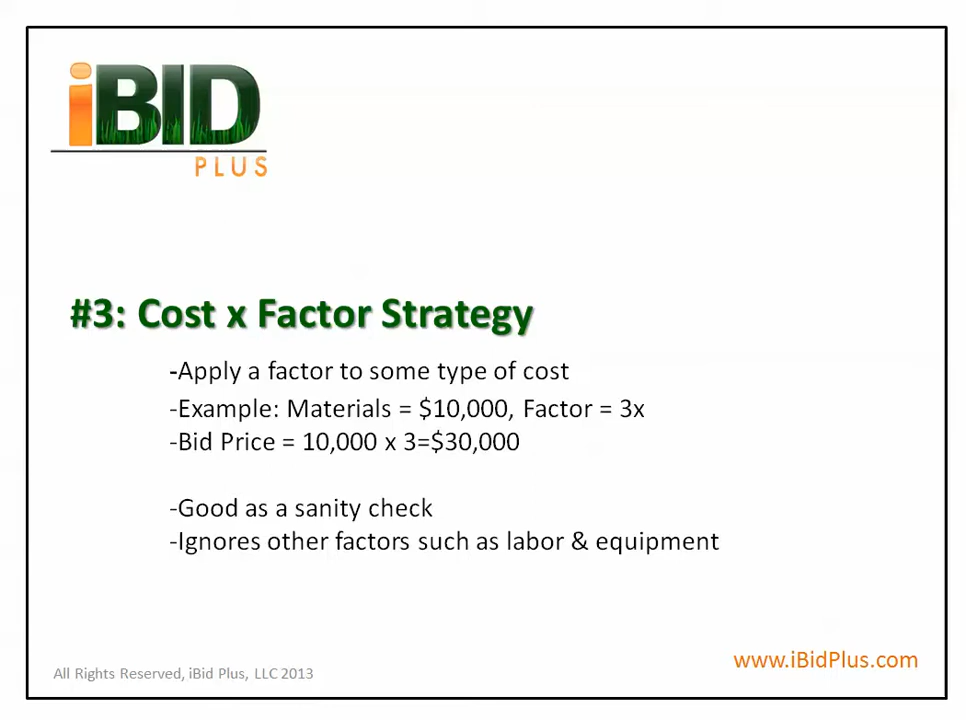 iBID
PLUS
#3: Cost x Factor Strategy
-Apply a factor to some type of cost
-Example: Materials = $10,000, Factor = 3x
-Bid Price = 10,000 x 3=$30,000
-Good as a sanity check
-Ignores other factors such as labor & equipment
All Rights Reserved, iBid Plus, LLC 2013
www.iBidPlus.com